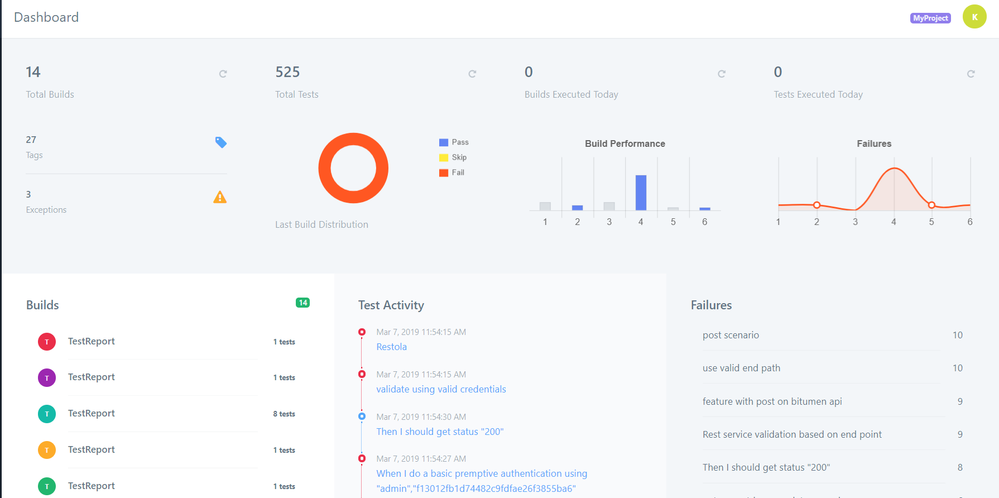 Dashboard
MyProject
K
14
Total Builds
525
Total Tests
0
Builds Executed Today
0
Tests Executed Today
27
Tags
3
Exceptions
Pass
Skip
Fail
Last Build Distribution
Build Performance
1 2 3 4 5 6
Failures
1 2 3 4 5 6
Builds
14
T TestReport 1 tests
T TestReport 1 tests
T TestReport 8 tests
T TestReport 1 tests
T TestReport 1 tests
Test Activity
Mar 7, 2019 11:54:15 AM
Restola
Mar 7, 2019 11:54:15 AM
validate using valid credentials
Mar 7, 2019 11:54:30 AM
Then I should get status "200"
Mar 7, 2019 11:54:27 AM
When I do a basic premptive authentication using
"admin","f13012fb1d74482c9fdfae26f3855ba6"
Failures
post scenario 10
use valid end path 10
feature with post on bitumen api 9
Rest service validation based on end point 9
Then I should get status "200" 8